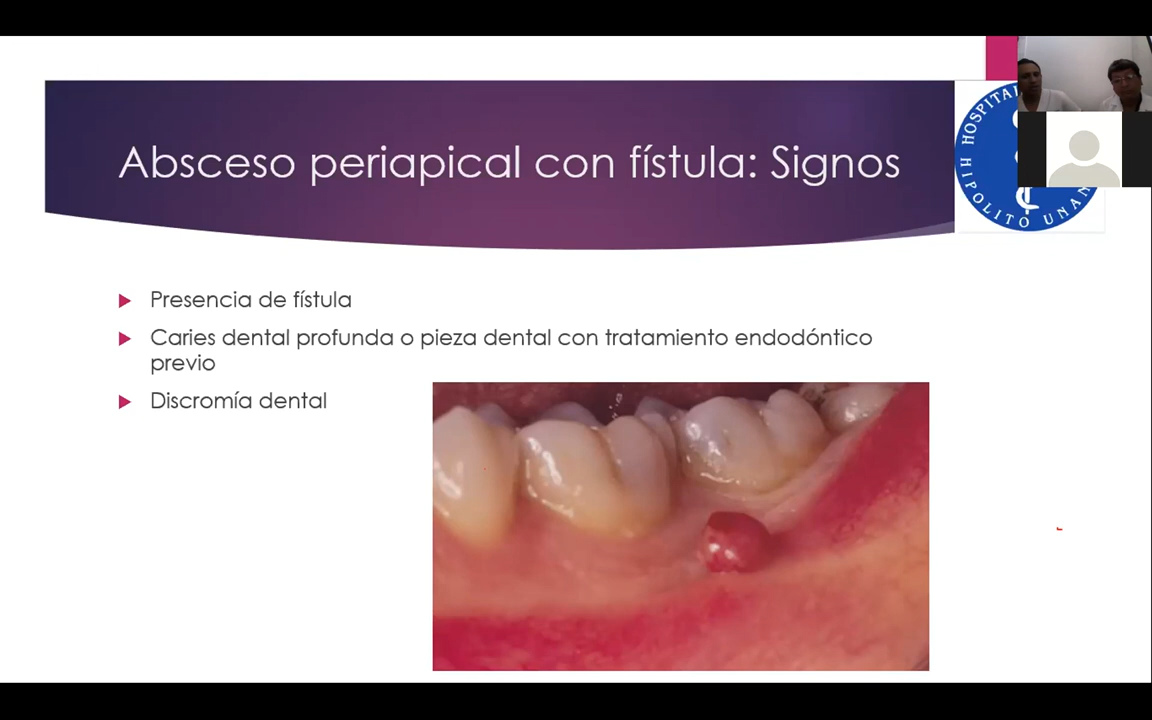 Absceso periapical con fístula: Signos
HOSPITAL
HIPOLITO UNAN
Presencia de fístula
Caries dental profunda o pieza dental con tratamiento endodóntico
previo
Discromía dental